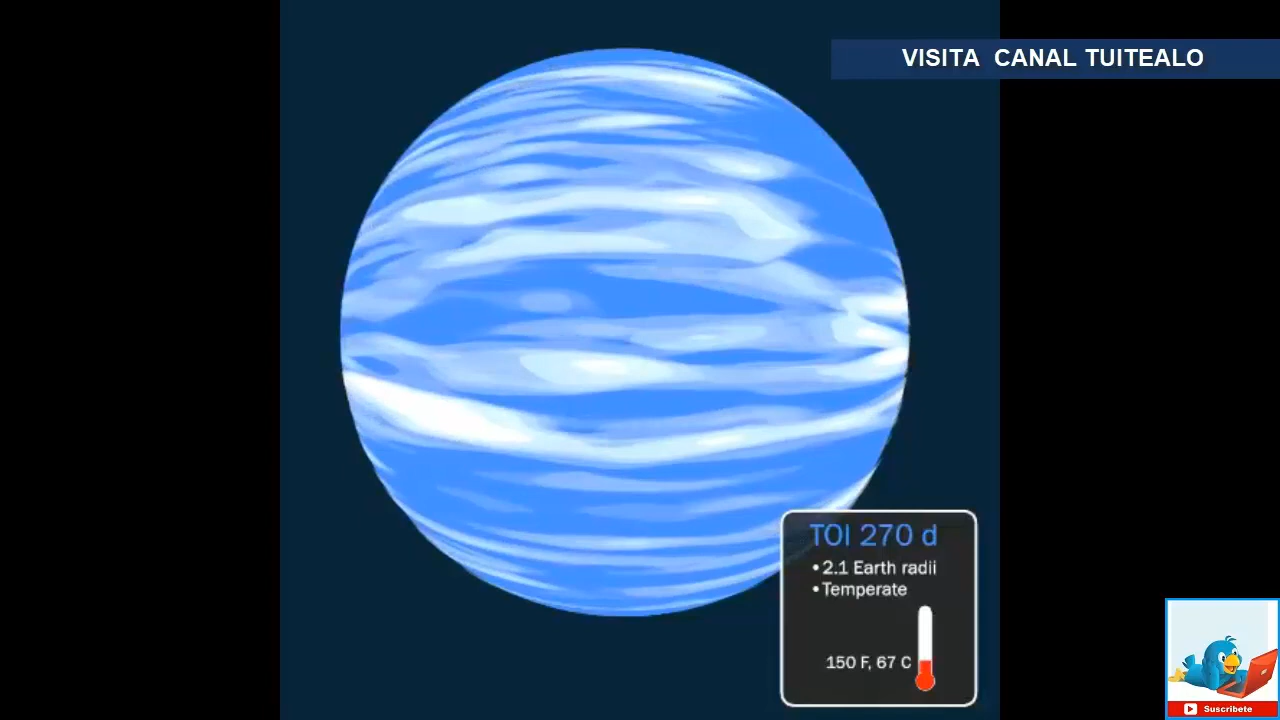 VISITA CANAL TUITEALO
TOI 270 d
•2.1 Earth radii
•Temperate
150 F, 67 C
Suscribete